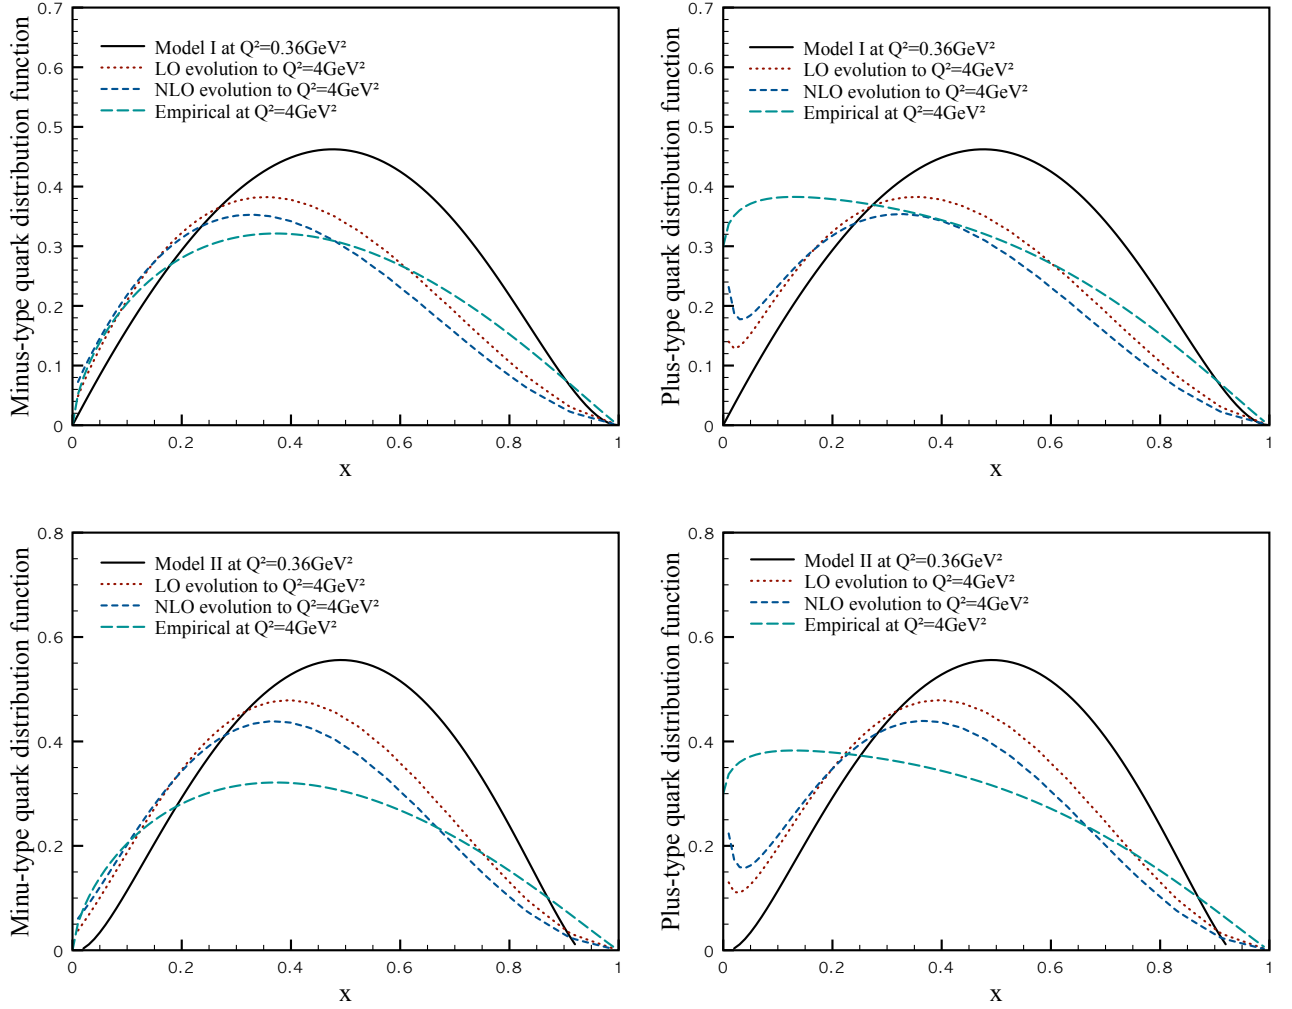 Minus-type quark distribution function
0.7
0.6
0.5
0.4
0.3
0.2
0.1
0
Model I at Q²=0.36GeV²
LO evolution to Q²=4GeV²
NLO evolution to Q²=4GeV²
Empirical at Q²=4GeV²
0 0.2 0.4 0.6 0.8 1
x
Plus-type quark distribution function
0.7
0.6
0.5
0.4
0.3
0.2
0.1
0
Model I at Q²=0.36GeV²
LO evolution to Q²=4GeV²
NLO evolution to Q²=4GeV²
Empirical at Q²=4GeV²
0 0.2 0.4 0.6 0.8 1
x
Minu-type quark distribution function
0.8
0.6
0.4
0.2
0
Model II at Q²=0.36GeV²
LO evolution to Q²=4GeV²
NLO evolution to Q²=4GeV²
Empirical at Q²=4GeV²
0 0.2 0.4 0.6 0.8 1
x
Plus-type quark distribution function
0.8
0.6
0.4
0.2
0
Model II at Q²=0.36GeV²
LO evolution to Q²=4GeV²
NLO evolution to Q²=4GeV²
Empirical at Q²=4GeV²
0 0.2 0.4 0.6 0.8 1
x